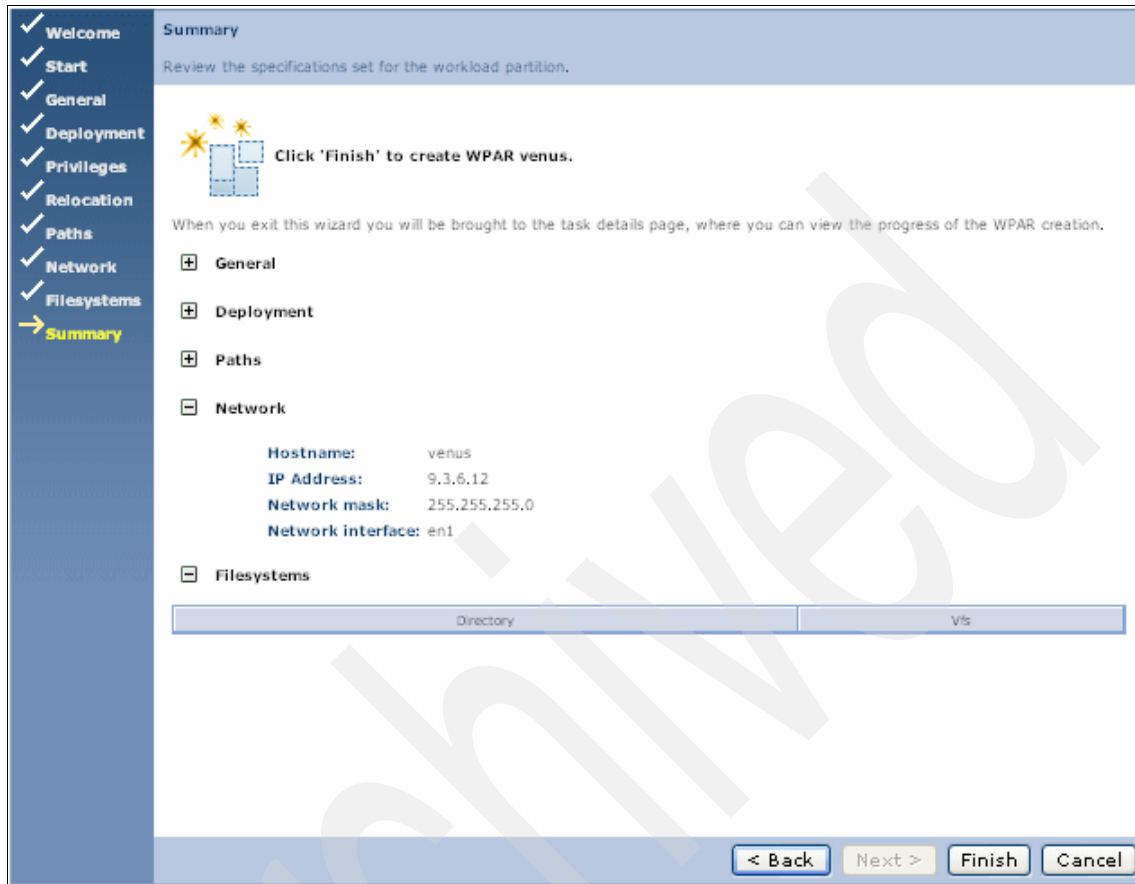 Welcome
Start
General
Deployment
Privileges
Relocation
Paths
Network
Filesystems
Summary
Summary
Review the specifications set for the workload partition.
Click 'Finish' to create WPAR venus.
When you exit this wizard you will be brought to the task details page, where you can view the progress of the WPAR creation.
General
Deployment
Paths
Network
Hostname: venus
IP Address: 9.3.6.12
Network mask: 255.255.255.0
Network interface: en1
Filesystems
Directory Vfs
< Back Next > Finish Cancel